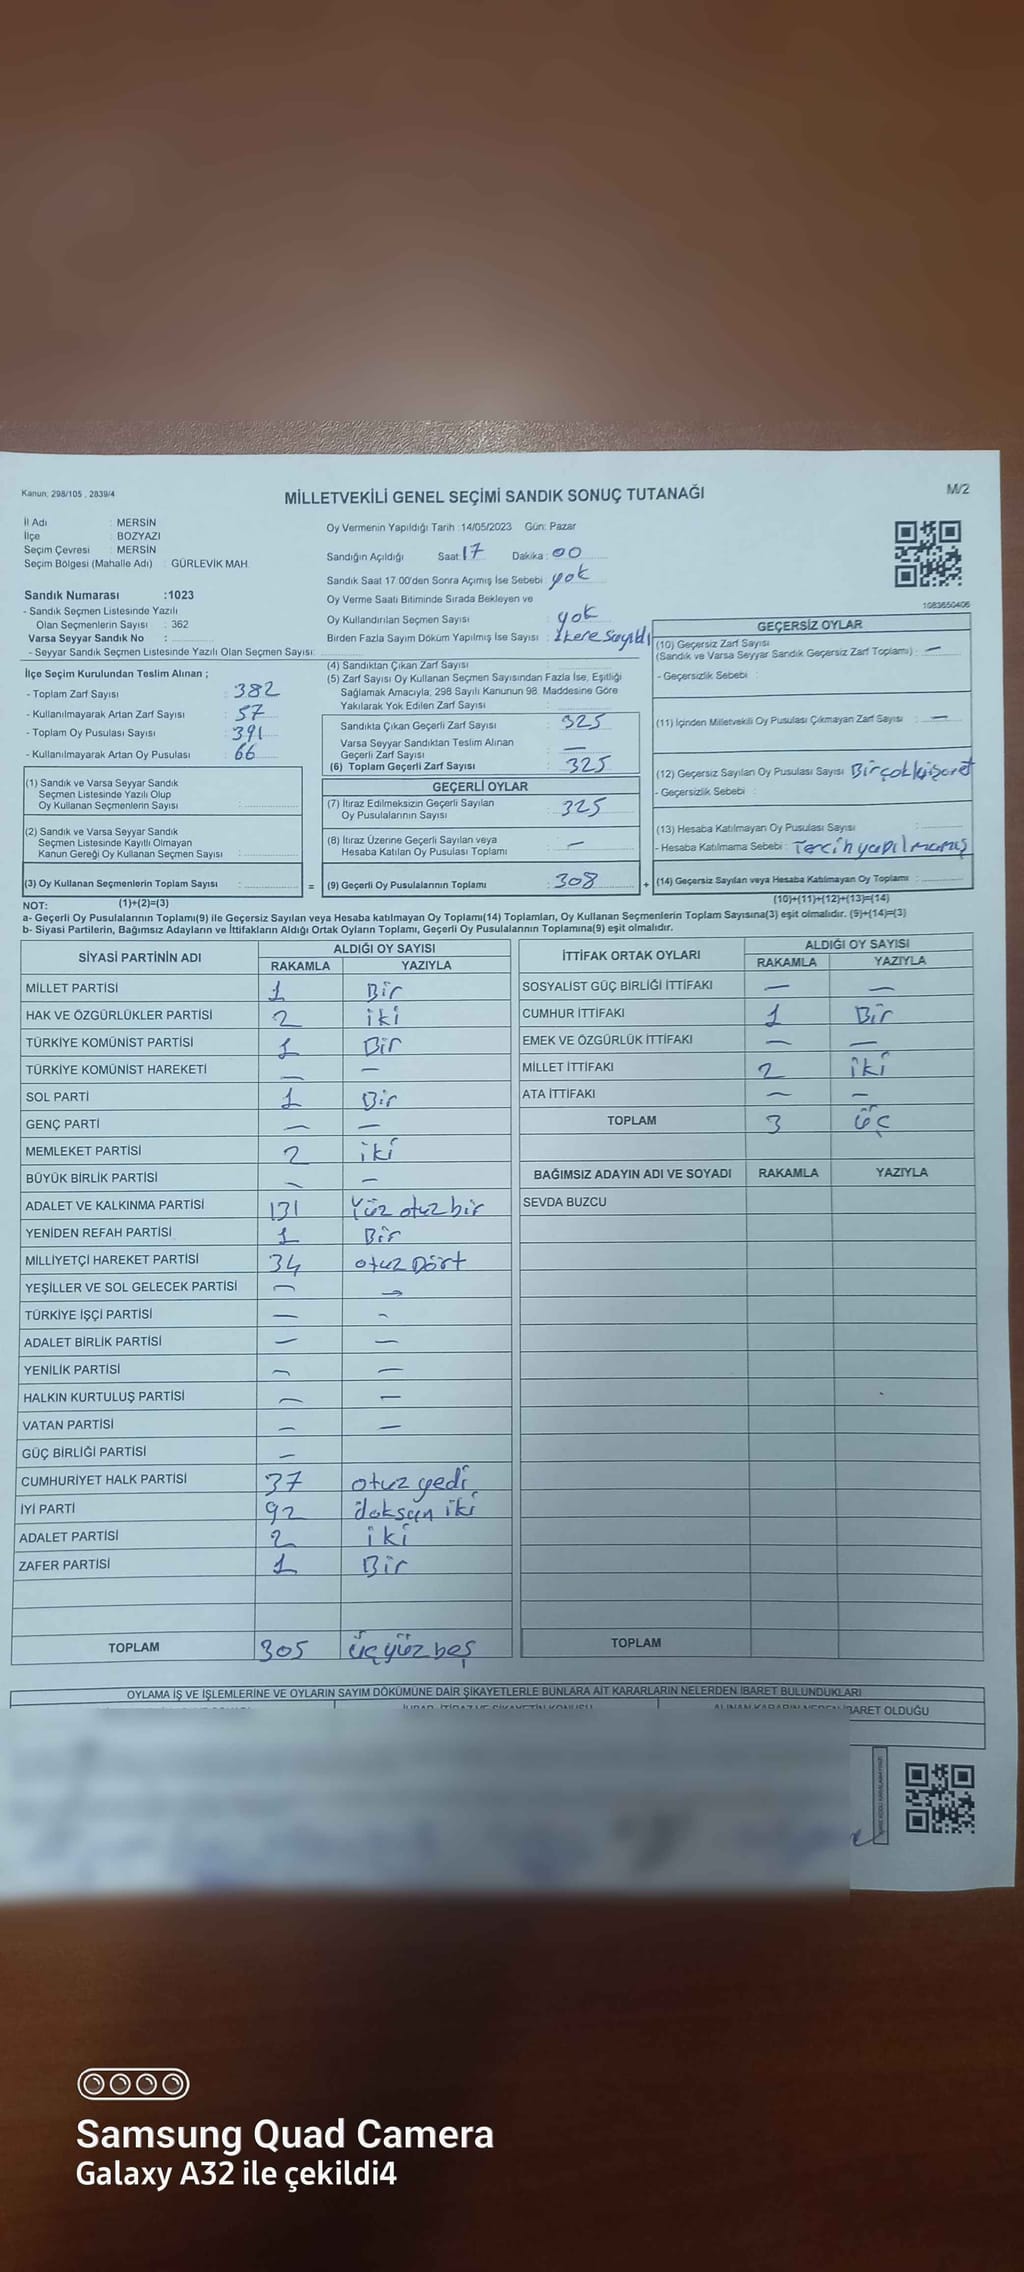 Kanun: 298/105 , 2839/4
MİLLETVEKİLİ GENEL SEÇİMİ SANDIK SONUÇ TUTANAĞI
M/2
İl Adı : MERSİN
İlçe : BOZYAZI
Seçim Çevresi : MERSİN
Seçim Bölgesi (Mahalle Adı) : GÜRLEVİK MAH.
Sandık Numarası :1023
- Sandık Seçmen Listesinde Yazılı
Olan Seçmenlerin Sayısı : 362
Varsa Seyyar Sandık No :
- Seyyar Sandık Seçmen Listesinde Yazılı Olan Seçmen Sayısı:
Oy Vermenin Yapıldığı Tarih :14/05/2023 Gün: Pazar
Sandığın Açıldığı Saat: 17 Dakika : 00
Sandık Saat 17:00'den Sonra Açımış İse Sebebi : yok
Oy Verme Saati Bitiminde Sırada Bekleyen ve
Oy Kullandırılan Seçmen Sayısı : yok
Birden Fazla Sayım Döküm Yapılmış İse Sayısı : 2 kere sayıldı
1083650406
İlçe Seçim Kurulundan Teslim Alınan ;
- Toplam Zarf Sayısı : 382
- Kullanılmayarak Artan Zarf Sayısı : 57
- Toplam Oy Pusulası Sayısı : 391
- Kullanılmayarak Artan Oy Pusulası : 66
(1) Sandık ve Varsa Seyyar Sandık
Seçmen Listesinde Yazılı Olup
Oy Kullanan Seçmenlerin Sayısı :
(2) Sandık ve Varsa Seyyar Sandık
Seçmen Listesinde Kayıtlı Olmayan
Kanun Gereği Oy Kullanan Seçmen Sayısı :
(3) Oy Kullanan Seçmenlerin Toplam Sayısı : =
(4) Sandıktan Çıkan Zarf Sayısı :
(5) Zarf Sayısı Oy Kullanan Seçmen Sayısından Fazla İse, Eşitliği
Sağlamak Amacıyla, 298 Sayılı Kanunun 98. Maddesine Göre
Yakılarak Yok Edilen Zarf Sayısı :
Sandıkta Çıkan Geçerli Zarf Sayısı : 325
Varsa Seyyar Sandıktan Teslim Alınan
Geçerli Zarf Sayısı : —
(6) Toplam Geçerli Zarf Sayısı : 325
GEÇERLİ OYLAR
(7) İtiraz Edilmeksizin Geçerli Sayılan
Oy Pusulalarının Sayısı : 325
(8) İtiraz Üzerine Geçerli Sayılan veya
Hesaba Katılan Oy Pusulası Toplamı : —
(9) Geçerli Oy Pusulalarının Toplamı : 308 +
GEÇERSİZ OYLAR
(10) Geçersiz Zarf Sayısı
(Sandık ve Varsa Seyyar Sandık Geçersiz Zarf Toplamı) : —
- Geçersizlik Sebebi :
(11) İçinden Milletvekili Oy Pusulası Çıkmayan Zarf Sayısı : —
(12) Geçersiz Sayılan Oy Pusulası Sayısı :
- Geçersizlik Sebebi :
(13) Hesaba Katılmayan Oy Pusulası Sayısı :
- Hesaba Katılmama Sebebi : Tercih yapılmamış
(14) Geçersiz Sayılan veya Hesaba Katılmayan Oy Toplamı :
NOT: (1)+(2)=(3) (10)+(11)+(12)+(13)=(14)
a- Geçerli Oy Pusulalarının Toplamı(9) ile Geçersiz Sayılan veya Hesaba katılmayan Oy Toplamı(14) Toplamları, Oy Kullanan Seçmenlerin Toplam Sayısına(3) eşit olmalıdır. (9)+(14)=(3)
b- Siyasi Partilerin, Bağımsız Adayların ve İttifakların Aldığı Ortak Oyların Toplamı, Geçerli Oy Pusulalarının Toplamına(9) eşit olmalıdır.
SİYASİ PARTİNİN ADI ALDIĞI OY SAYISI
RAKAMLA YAZIYLA
MİLLET PARTİSİ 1 Bir
HAK VE ÖZGÜRLÜKLER PARTİSİ 2 iki
TÜRKİYE KOMÜNİST PARTİSİ 1 Bir
TÜRKİYE KOMÜNİST HAREKETİ — —
SOL PARTİ 1 Bir
GENÇ PARTİ — —
MEMLEKET PARTİSİ 2 iki
BÜYÜK BİRLİK PARTİSİ — —
ADALET VE KALKINMA PARTİSİ 131 Yüz otuz bir
YENİDEN REFAH PARTİSİ 1 Bir
MİLLİYETÇİ HAREKET PARTİSİ 34 otuz Dört
YEŞİLLER VE SOL GELECEK PARTİSİ — —
TÜRKİYE İŞÇİ PARTİSİ — —
ADALET BİRLİK PARTİSİ — —
YENİLİK PARTİSİ — —
HALKIN KURTULUŞ PARTİSİ — —
VATAN PARTİSİ — —
GÜÇ BİRLİĞİ PARTİSİ —
CUMHURİYET HALK PARTİSİ 37 otuz yedi
İYİ PARTİ 92 doksan iki
ADALET PARTİSİ 2 iki
ZAFER PARTİSİ 1 Bir
TOPLAM 305 üçyüz beş
İTTİFAK ORTAK OYLARI ALDIĞI OY SAYISI
RAKAMLA YAZIYLA
SOSYALİST GÜÇ BİRLİĞİ İTTİFAKI — —
CUMHUR İTTİFAKI 1 Bir
EMEK VE ÖZGÜRLÜK İTTİFAKI — —
MİLLET İTTİFAKI 2 iki
ATA İTTİFAKI — —
TOPLAM 3 üç
BAĞIMSIZ ADAYIN ADI VE SOYADI RAKAMLA YAZIYLA
SEVDA BUZCU
TOPLAM
OYLAMA İŞ VE İŞLEMLERİNE VE OYLARIN SAYIM DÖKÜMÜNE DAİR ŞİKAYETLERLE BUNLARA AİT KARARLARIN NELERDEN İBARET BULUNDUKLARI
İHBAR, İTİRAZ VE ŞİKAYETİN KONUSU ALINAN KARARIN NEDEN İBARET OLDUĞU
Samsung Quad Camera
Galaxy A32 ile çekildi4